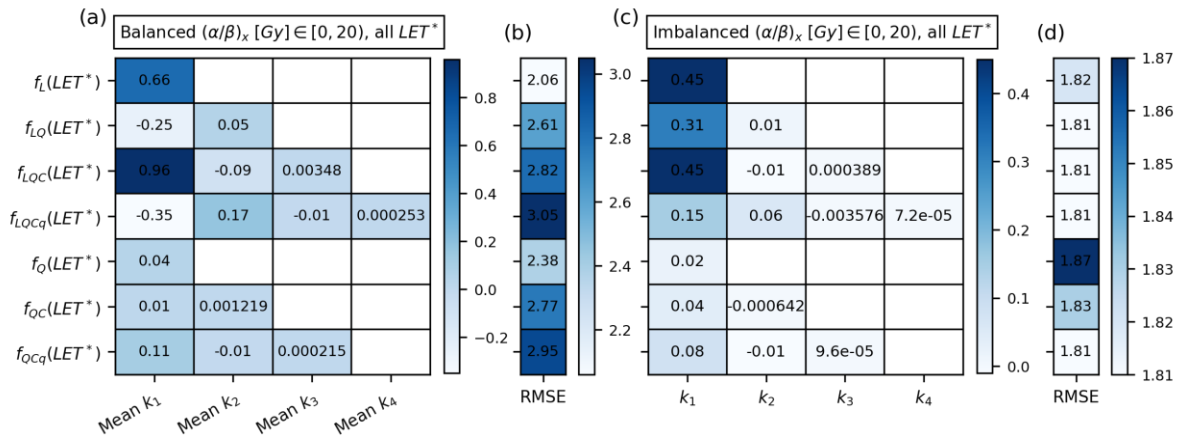 (a) (b) (c) (d)
Balanced (α/β)ₓ [Gy] ∈ [0, 20), all LET*
Imbalanced (α/β)ₓ [Gy] ∈ [0, 20), all LET*
f_L(LET*) 0.66 2.06 0.45 1.82
f_LQ(LET*) -0.25 0.05 2.61 0.31 0.01 1.81
f_LQC(LET*) 0.96 -0.09 0.00348 2.82 0.45 -0.01 0.000389 1.81
f_LQCq(LET*) -0.35 0.17 -0.01 0.000253 3.05 0.15 0.06 -0.003576 7.2e-05 1.81
f_Q(LET*) 0.04 2.38 0.02 1.87
f_QC(LET*) 0.01 0.001219 2.77 0.04 -0.000642 1.83
f_QCq(LET*) 0.11 -0.01 0.000215 2.95 0.08 -0.01 9.6e-05 1.81
Mean k₁ Mean k₂ Mean k₃ Mean k₄ RMSE k₁ k₂ k₃ k₄ RMSE
0.8
0.6
0.4
0.2
0.0
−0.2
3.0
2.8
2.6
2.4
2.2
0.4
0.3
0.2
0.1
0.0
1.87
1.86
1.85
1.84
1.83
1.82
1.81